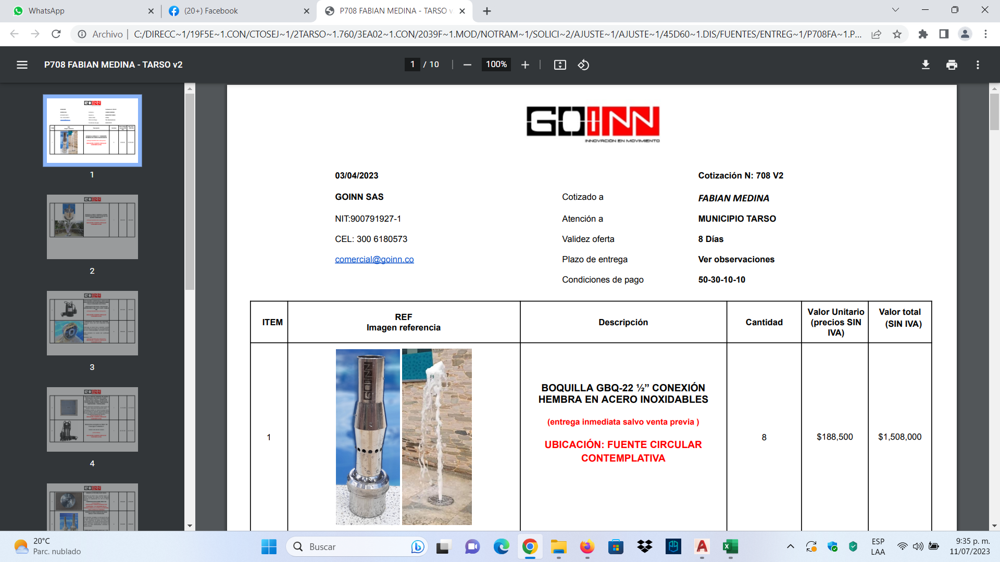 WhatsApp
(20+) Facebook
P708 FABIAN MEDINA - TARSO v
Archivo
C:/DIRECC~1/19F5E~1.CON/CTOSEJ~1/2TARSO~1.760/3EA02~1.CON/2039F~1.MOD/NOTRAM~1/SOLICI~2/AJUSTE~1/AJUSTE~1/45D60~1.DIS/FUENTES/ENTREG~1/P708FA~1.P...
P708 FABIAN MEDINA - TARSO v2
1 / 10
100%
1
2
3
4
GOINN
INNOVACIÓN EN MOVIMIENTO
03/04/2023
Cotización N: 708 V2
GOINN SAS
Cotizado a
FABIAN MEDINA
NIT:900791927-1
Atención a
MUNICIPIO TARSO
CEL: 300 6180573
Validez oferta
8 Días
comercial@goinn.co
Plazo de entrega
Ver observaciones
Condiciones de pago
50-30-10-10
ITEM
REF
Imagen referencia
Descripción
Cantidad
Valor Unitario
(precios SIN
IVA)
Valor total
(SIN IVA)
1
GOINN
BOQUILLA GBQ-22 ½” CONEXIÓN
HEMBRA EN ACERO INOXIDABLES
(entrega inmediata salvo venta previa )
UBICACIÓN: FUENTE CIRCULAR
CONTEMPLATIVA
8
$188,500
$1,508,000
20°C
Parc. nublado
Buscar
ESP
LAA
9:35 p. m.
11/07/2023